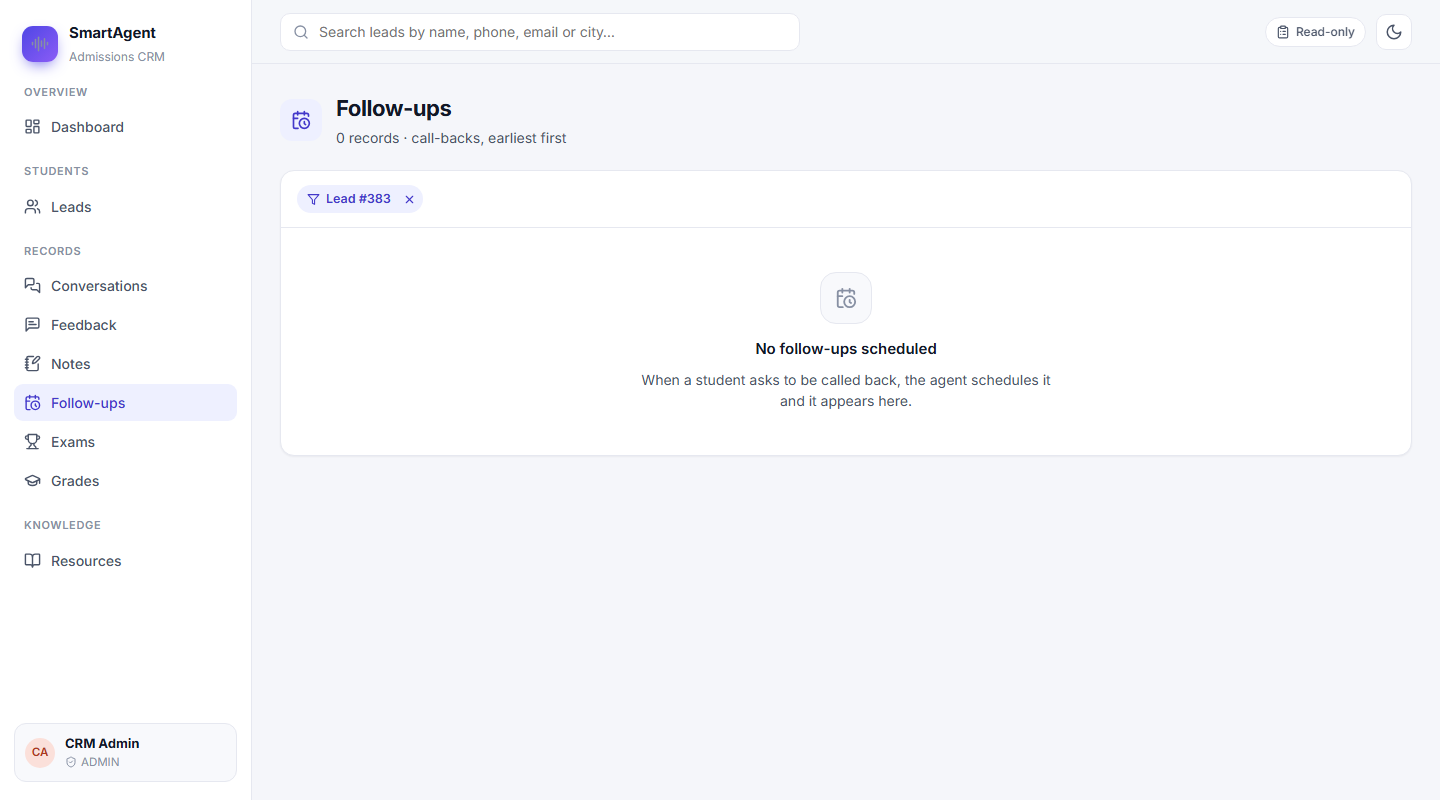 SmartAgent
Admissions CRM
OVERVIEW
Dashboard
STUDENTS
Leads
RECORDS
Conversations
Feedback
Notes
Follow-ups
Exams
Grades
KNOWLEDGE
Resources
CA
CRM Admin
ADMIN
Search leads by name, phone, email or city...
Read-only
Follow-ups
0 records · call-backs, earliest first
Lead #383
No follow-ups scheduled
When a student asks to be called back, the agent schedules it
and it appears here.